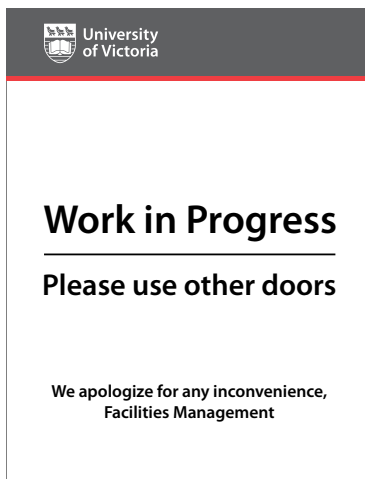 University
of Victoria
Work in Progress
Please use other doors
We apologize for any inconvenience,
Facilities Management